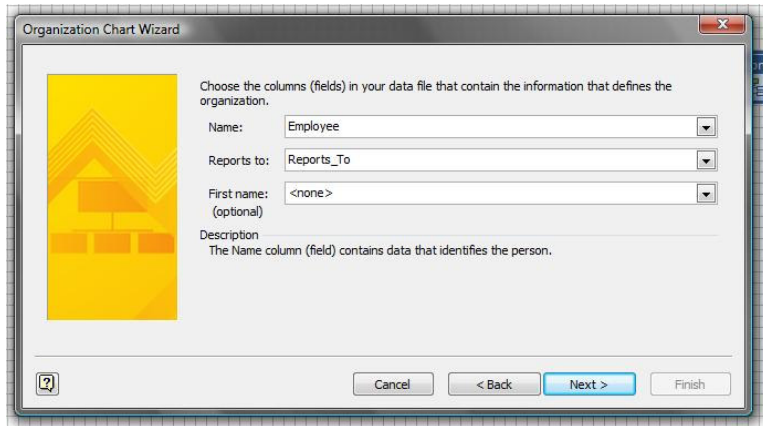 Organization Chart Wizard
Choose the columns (fields) in your data file that contain the information that defines the
organization.
Name: Employee
Reports to: Reports_To
First name: <none>
(optional)
Description
The Name column (field) contains data that identifies the person.
Cancel < Back Next > Finish